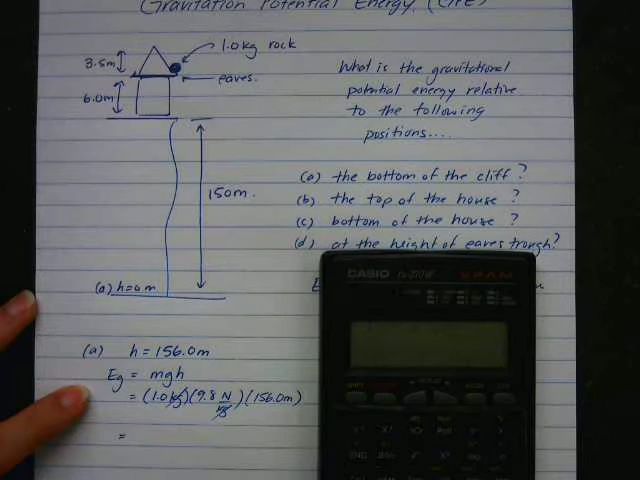 Gravitation Potential Energy (GPE)
1.0kg rock
3.5m
eaves.
6.0m
What is the gravitational
potential energy relative
to the following
positions....
150m.
(a) the bottom of the cliff?
(b) the top of the house?
(c) bottom of the house?
(d) at the height of eaves trough?
CASIO
(a) h=0m
(a) h = 156.0m
Eg = mgh
= (1.0kg)(9.8 N/kg)(156.0m)
=